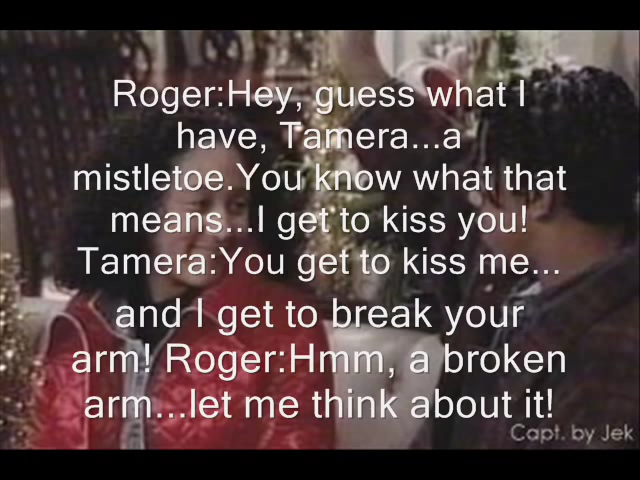 Roger:Hey, guess what I
have, Tamera...a
mistletoe.You know what that
means...I get to kiss you!
Tamera:You get to kiss me...
and I get to break your
arm! Roger:Hmm, a broken
arm...let me think about it!
Capt. by Jek